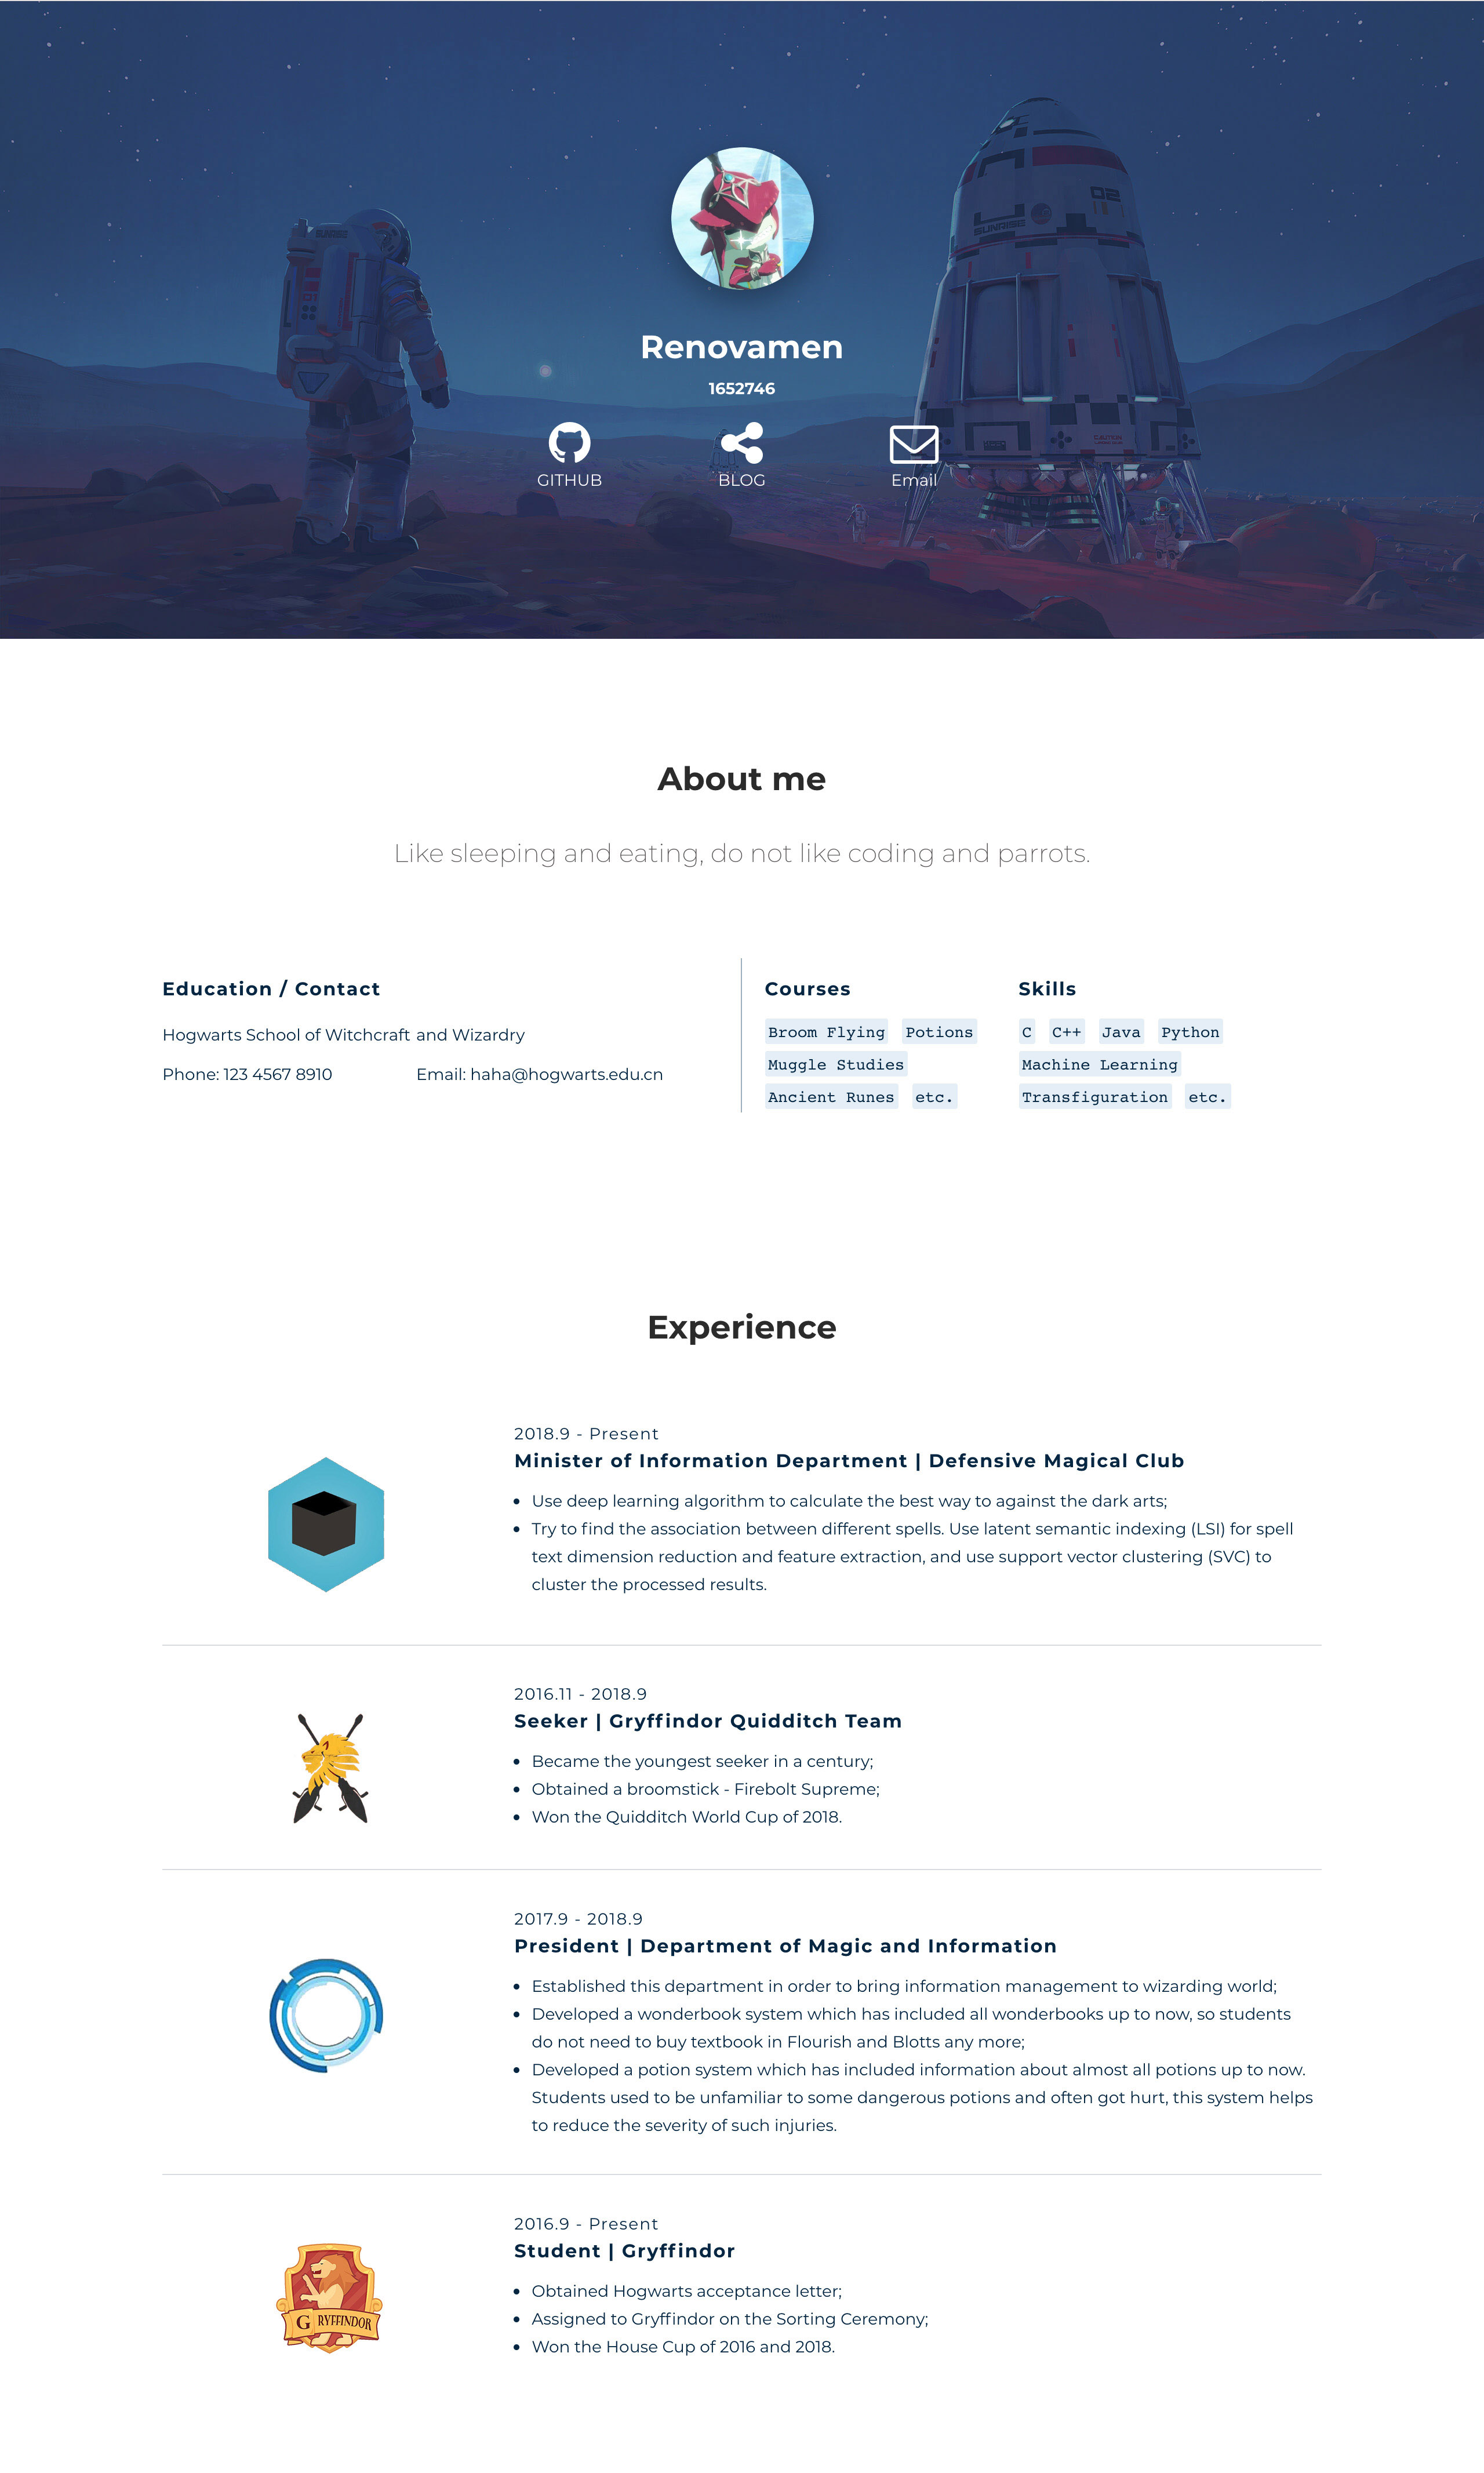 SUNRISE
01
02
SUNRISE
CAUTION
Renovamen
1652746
GITHUB
BLOG
Email
About me
Like sleeping and eating, do not like coding and parrots.
Education / Contact
Hogwarts School of Witchcraft and Wizardry
Phone: 123 4567 8910
Email: haha@hogwarts.edu.cn
Courses
Broom Flying Potions
Muggle Studies
Ancient Runes etc.
Skills
C C++ Java Python
Machine Learning
Transfiguration etc.
Experience
2018.9 - Present
Minister of Information Department | Defensive Magical Club
Use deep learning algorithm to calculate the best way to against the dark arts;
Try to find the association between different spells. Use latent semantic indexing (LSI) for spell
text dimension reduction and feature extraction, and use support vector clustering (SVC) to
cluster the processed results.
2016.11 - 2018.9
Seeker | Gryffindor Quidditch Team
Became the youngest seeker in a century;
Obtained a broomstick - Firebolt Supreme;
Won the Quidditch World Cup of 2018.
2017.9 - 2018.9
President | Department of Magic and Information
Established this department in order to bring information management to wizarding world;
Developed a wonderbook system which has included all wonderbooks up to now, so students
do not need to buy textbook in Flourish and Blotts any more;
Developed a potion system which has included information about almost all potions up to now.
Students used to be unfamiliar to some dangerous potions and often got hurt, this system helps
to reduce the severity of such injuries.
2016.9 - Present
Student | Gryffindor
Obtained Hogwarts acceptance letter;
Assigned to Gryffindor on the Sorting Ceremony;
Won the House Cup of 2016 and 2018.
GRYFFINDOR